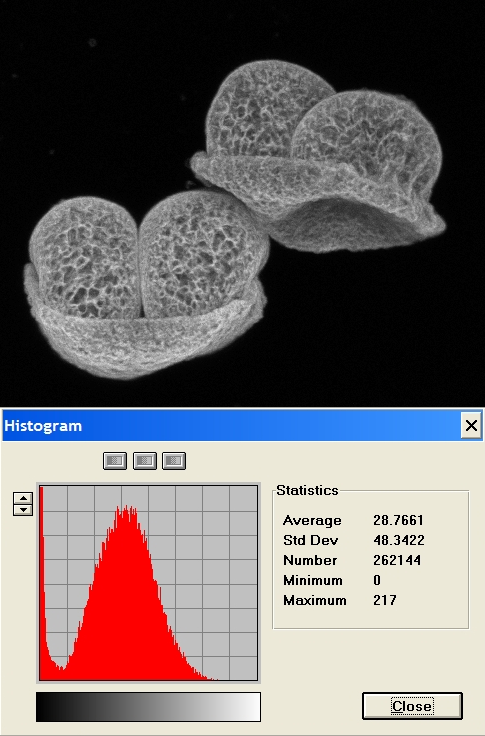 Histogram
Statistics
Average 28.7661
Std Dev 48.3422
Number 262144
Minimum 0
Maximum 217
Close